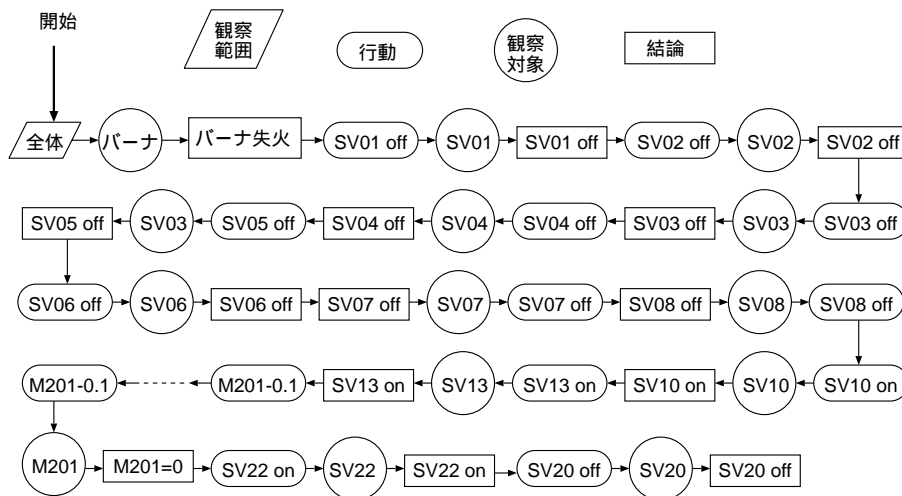 開始
観察
範囲
行動
観察
対象
結論
全体
バーナ
バーナ失火
SV01 off
SV01
SV01 off
SV02 off
SV02
SV02 off
SV05 off
SV03
SV05 off
SV04 off
SV04
SV04 off
SV03 off
SV03
SV03 off
SV06 off
SV06
SV06 off
SV07 off
SV07
SV07 off
SV08 off
SV08
SV08 off
M201-0.1
M201-0.1
SV13 on
SV13
SV13 on
SV10 on
SV10
SV10 on
M201
M201=0
SV22 on
SV22
SV22 on
SV20 off
SV20
SV20 off